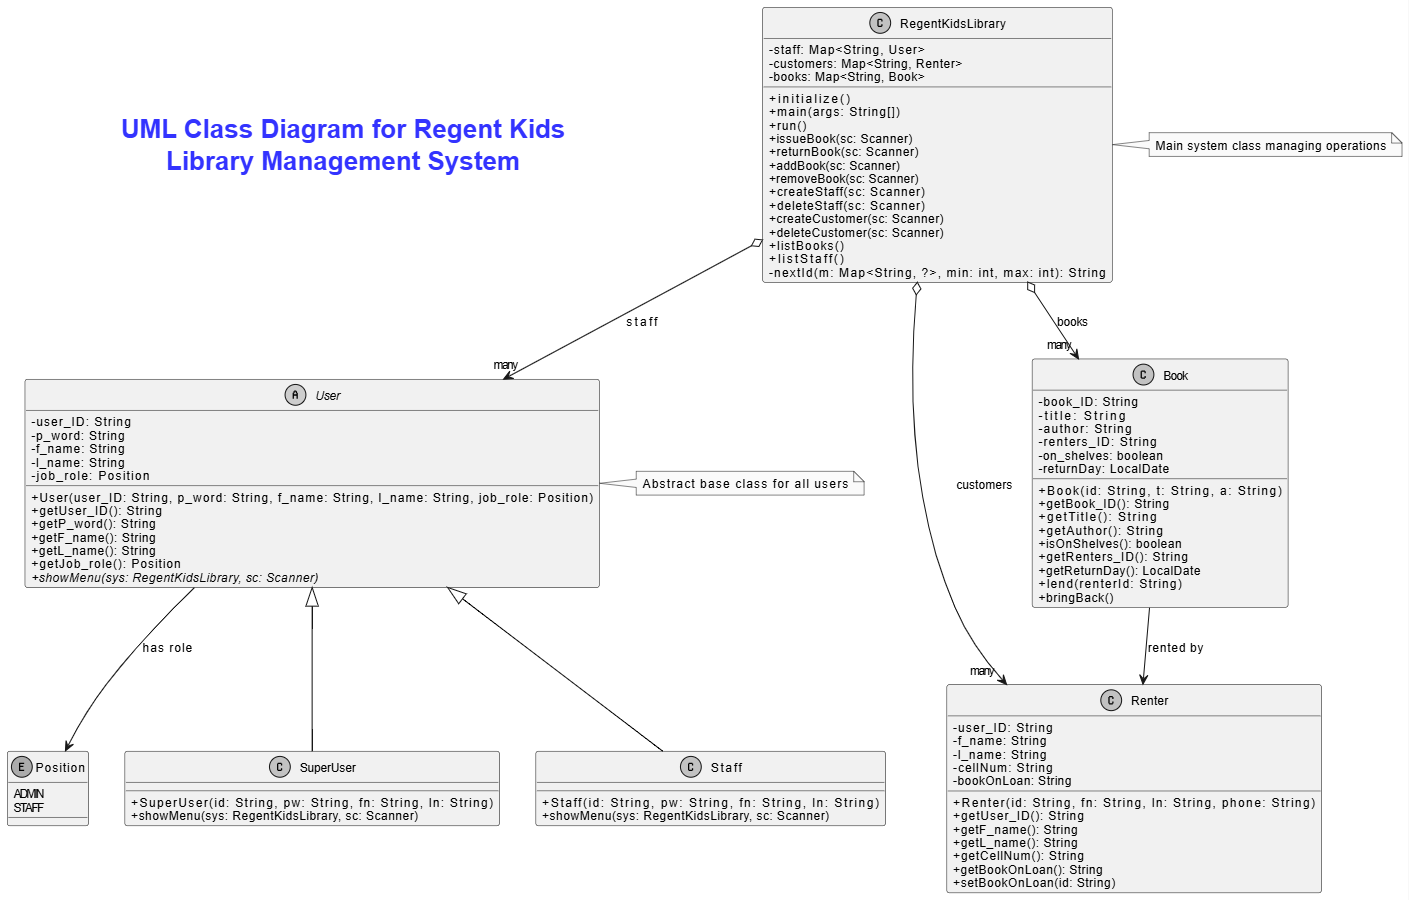 UML Class Diagram for Regent Kids
Library Management System
C RegentKidsLibrary
-staff: Map<String, User>
-customers: Map<String, Renter>
-books: Map<String, Book>
+initialize()
+main(args: String[])
+run()
+issueBook(sc: Scanner)
+returnBook(sc: Scanner)
+addBook(sc: Scanner)
+removeBook(sc: Scanner)
+createStaff(sc: Scanner)
+deleteStaff(sc: Scanner)
+createCustomer(sc: Scanner)
+deleteCustomer(sc: Scanner)
+listBooks()
+listStaff()
-nextId(m: Map<String, ?>, min: int, max: int): String
Main system class managing operations
staff
many
books
many
customers
many
A User
-user_ID: String
-p_word: String
-f_name: String
-l_name: String
-job_role: Position
+User(user_ID: String, p_word: String, f_name: String, l_name: String, job_role: Position)
+getUser_ID(): String
+getP_word(): String
+getF_name(): String
+getL_name(): String
+getJob_role(): Position
+showMenu(sys: RegentKidsLibrary, sc: Scanner)
Abstract base class for all users
C Book
-book_ID: String
-title: String
-author: String
-renters_ID: String
-on_shelves: boolean
-returnDay: LocalDate
+Book(id: String, t: String, a: String)
+getBook_ID(): String
+getTitle(): String
+getAuthor(): String
+isOnShelves(): boolean
+getRenters_ID(): String
+getReturnDay(): LocalDate
+lend(renterId: String)
+bringBack()
has role
rented by
E Position
ADMIN
STAFF
C SuperUser
+SuperUser(id: String, pw: String, fn: String, ln: String)
+showMenu(sys: RegentKidsLibrary, sc: Scanner)
C Staff
+Staff(id: String, pw: String, fn: String, ln: String)
+showMenu(sys: RegentKidsLibrary, sc: Scanner)
C Renter
-user_ID: String
-f_name: String
-l_name: String
-cellNum: String
-bookOnLoan: String
+Renter(id: String, fn: String, ln: String, phone: String)
+getUser_ID(): String
+getF_name(): String
+getL_name(): String
+getCellNum(): String
+getBookOnLoan(): String
+setBookOnLoan(id: String)